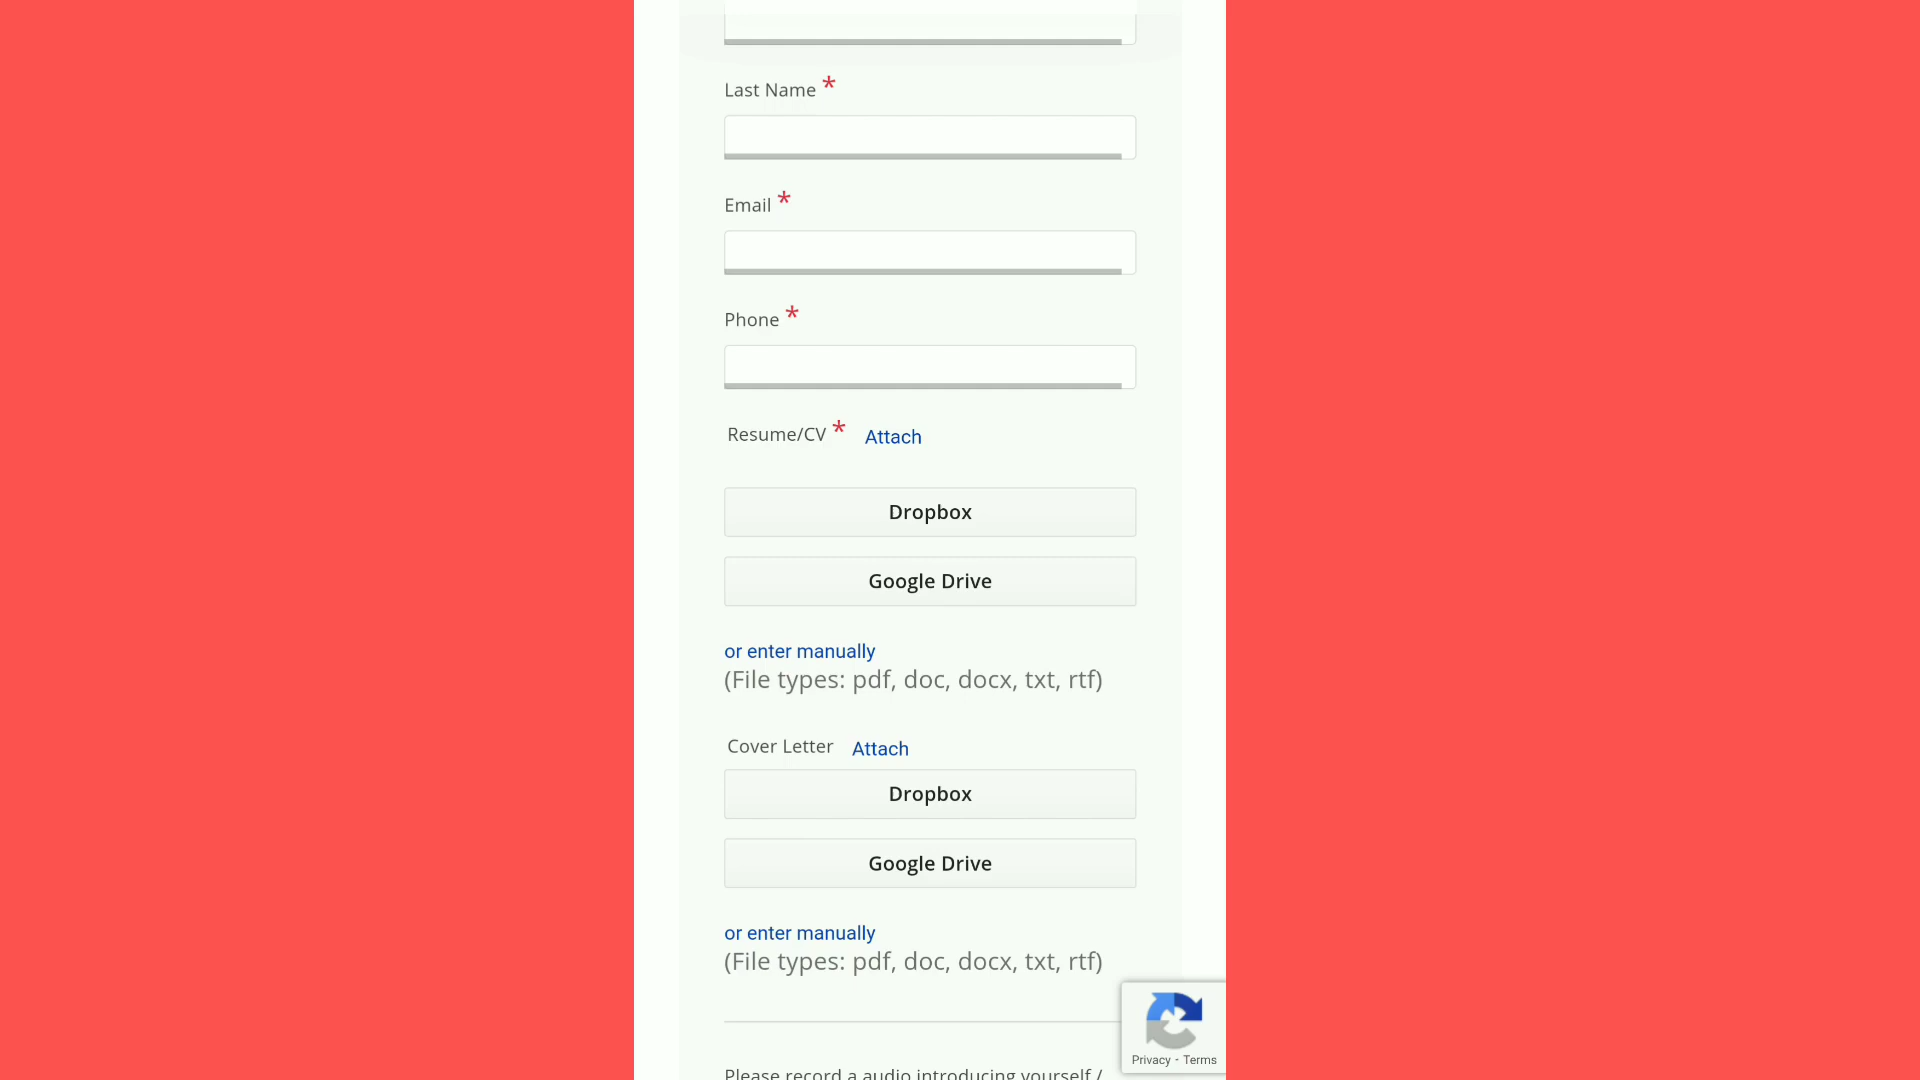 Last Name *
Email *
Phone *
Resume/CV * Attach
Dropbox
Google Drive
or enter manually
(File types: pdf, doc, docx, txt, rtf)
Cover Letter Attach
Dropbox
Google Drive
or enter manually
(File types: pdf, doc, docx, txt, rtf)
Privacy - Terms
Please record a audio introducing yourself /